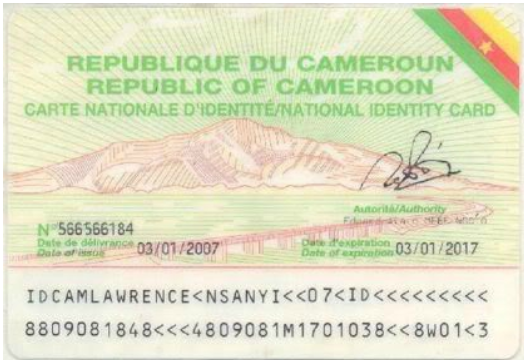 REPUBLIQUE DU CAMEROUN
REPUBLIC OF CAMEROON
CARTE NATIONALE D'IDENTITÉ/NATIONAL IDENTITY CARD
Autorité/Authority
N° 566566184
Date de délivrance
Date of issue 03/01/2007
Date d'expiration
Date of expiration 03/01/2017
IDCAMLAWRENCE<NSANYI<<07<ID<<<<<<<<<
8809081848<<<4809081M1701038<<8W01<3